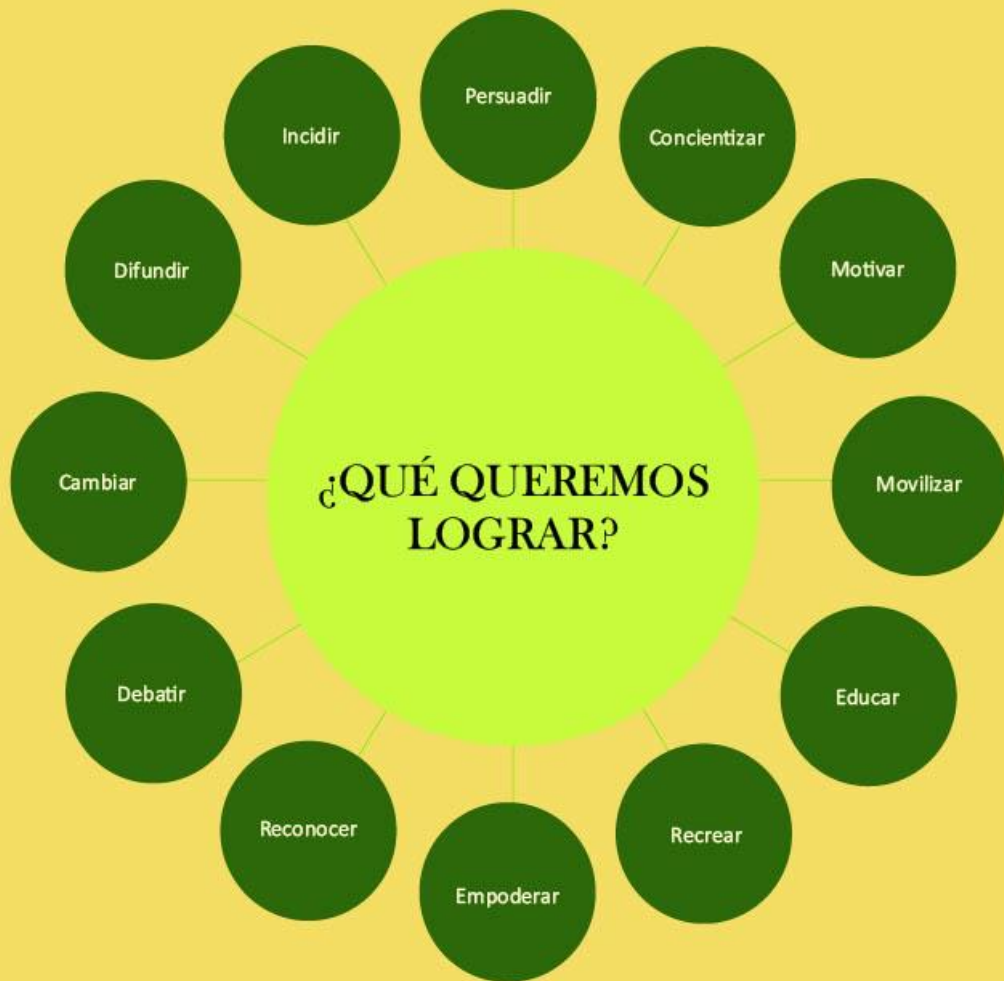 Persuadir
Concientizar
Motivar
Movilizar
Educar
Recrear
Empoderar
Reconocer
Debatir
Cambiar
Difundir
Incidir
¿QUÉ QUEREMOS
LOGRAR?